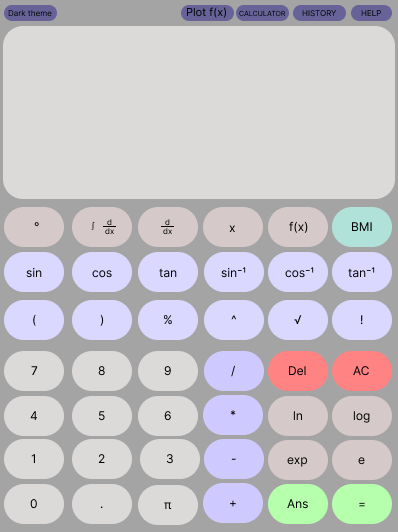 Dark theme Plot f(x) CALCULATOR HISTORY HELP
° ∫ d/dx d/dx x f(x) BMI
sin cos tan sin⁻¹ cos⁻¹ tan⁻¹
( ) % ^ √ !
7 8 9 / Del AC
4 5 6 * ln log
1 2 3 - exp e
0 . π + Ans =